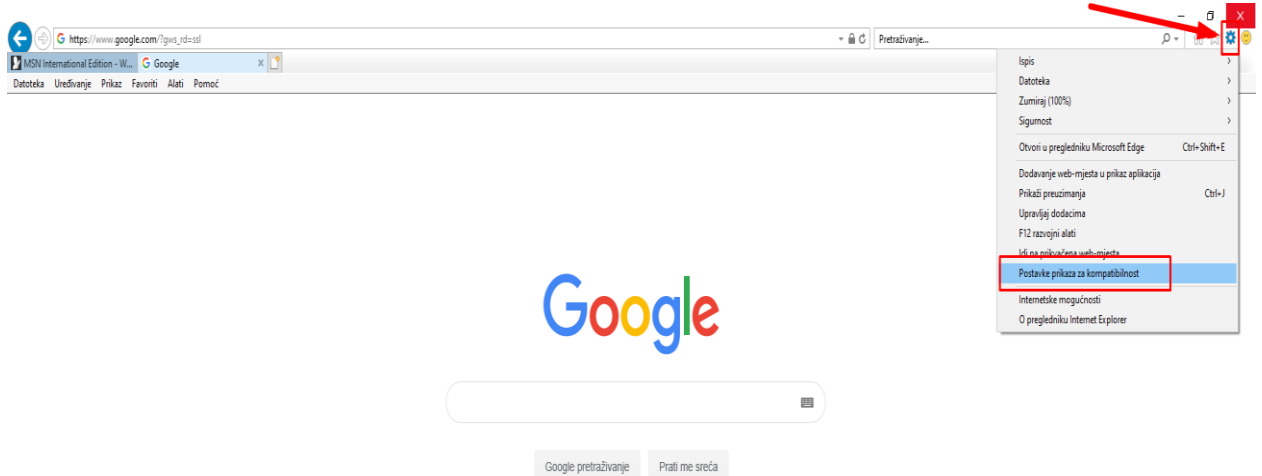 https://www.google.com/?gws_rd=ssl
Pretraživanje...
MSN International Edition - W...
G Google
Datoteka Uređivanje Prikaz Favoriti Alati Pomoć
Ispis
Datoteka
Zumiraj (100%)
Sigurnost
Otvori u pregledniku Microsoft Edge Ctrl+Shift+E
Dodavanje web-mjesta u prikaz aplikacija
Prikaži preuzimanja Ctrl+J
Upravljaj dodacima
F12 razvojni alati
Idi na prikvačena web-mjesta
Postavke prikaza za kompatibilnost
Internetske mogućnosti
O pregledniku Internet Explorer
Google
Google pretraživanje Prati me sreća